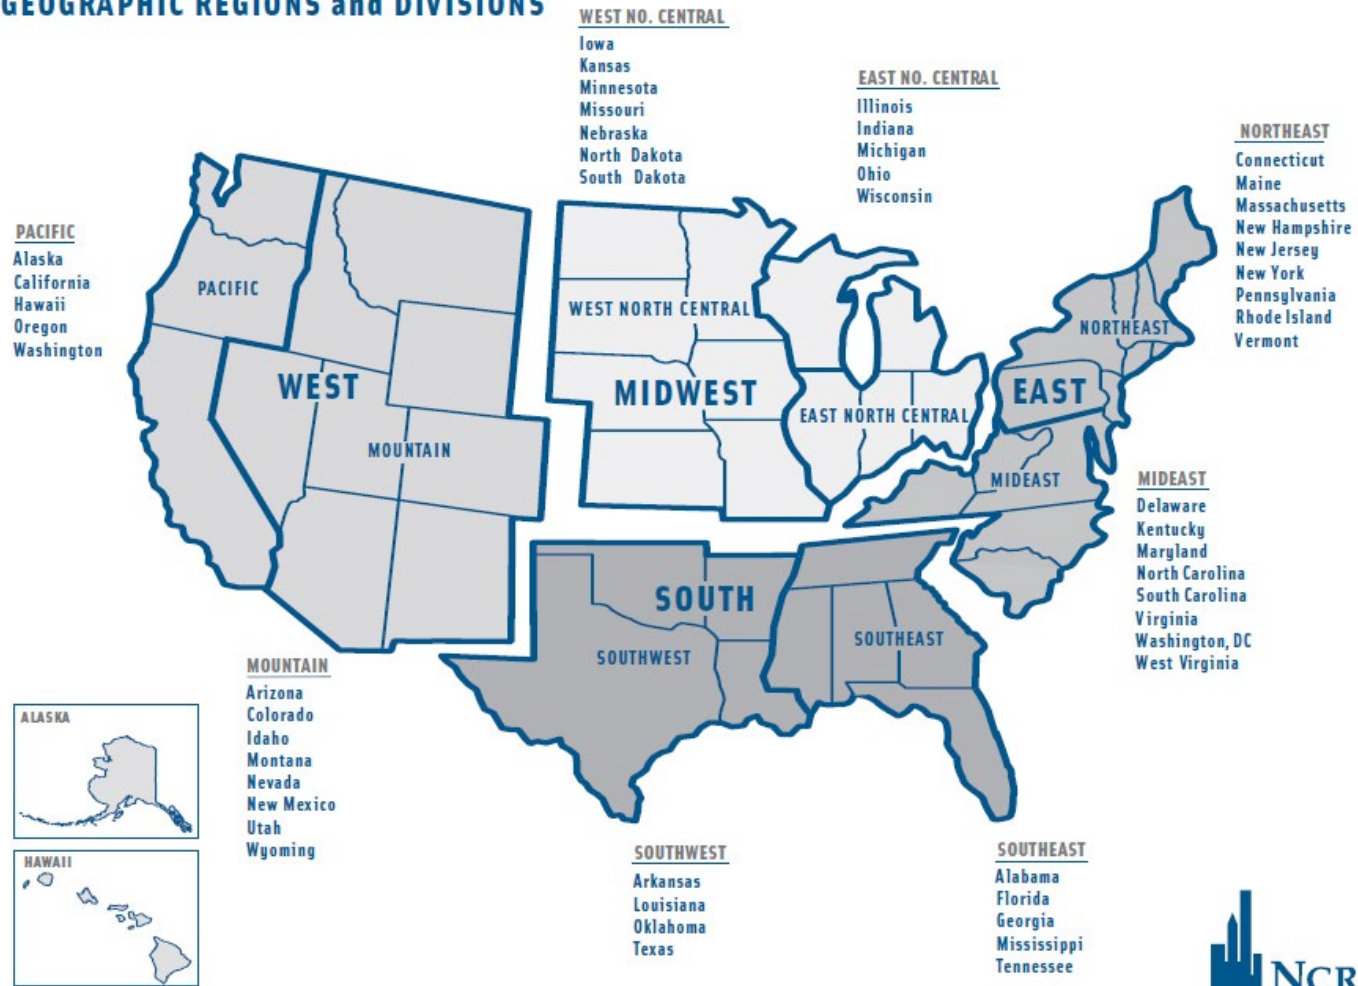 GEOGRAPHIC REGIONS and DIVISIONS
WEST NO. CENTRAL
Iowa
Kansas
Minnesota
Missouri
Nebraska
North Dakota
South Dakota
EAST NO. CENTRAL
Illinois
Indiana
Michigan
Ohio
Wisconsin
NORTHEAST
Connecticut
Maine
Massachusetts
New Hampshire
New Jersey
New York
Pennsylvania
Rhode Island
Vermont
PACIFIC
Alaska
California
Hawaii
Oregon
Washington
PACIFIC
WEST
MOUNTAIN
WEST NORTH CENTRAL
MIDWEST
EAST NORTH CENTRAL
NORTHEAST
EAST
MIDEAST
SOUTH
SOUTHWEST
SOUTHEAST
MIDEAST
Delaware
Kentucky
Maryland
North Carolina
South Carolina
Virginia
Washington, DC
West Virginia
MOUNTAIN
Arizona
Colorado
Idaho
Montana
Nevada
New Mexico
Utah
Wyoming
ALASKA
HAWAII
SOUTHWEST
Arkansas
Louisiana
Oklahoma
Texas
SOUTHEAST
Alabama
Florida
Georgia
Mississippi
Tennessee
NCR